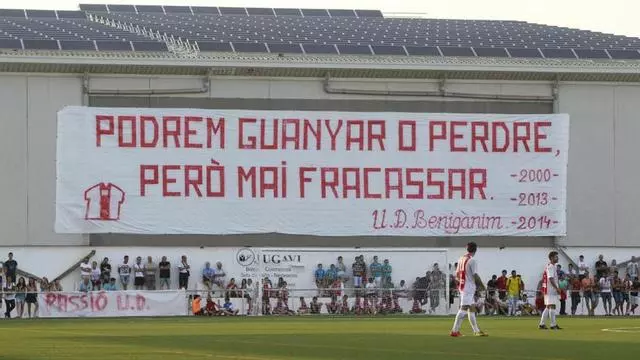 PODREM GUANYAR O PERDRE,
PERÒ MAI FRACASSAR.
-2000-
-2013-
U.D. Benigànim -2014-
UGAVI
PASSIÓ U.D.